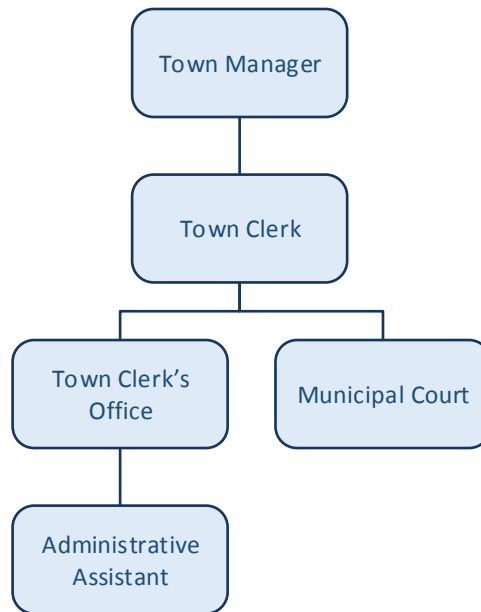 Town Manager
Town Clerk
Town Clerk’s
Office
Municipal Court
Administrative
Assistant